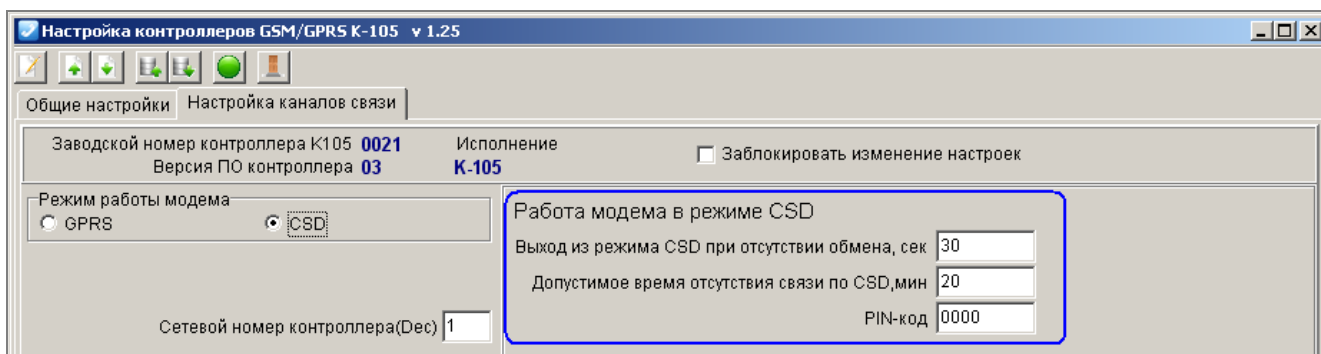 Настройка контроллеров GSM/GPRS K-105 v 1.25
Общие настройки Настройка каналов связи
Заводской номер контроллера К105 0021 Исполнение
Версия ПО контроллера 03 К-105
Заблокировать изменение настроек
Режим работы модема
GPRS CSD
Работа модема в режиме CSD
Выход из режима CSD при отсутствии обмена, сек 30
Допустимое время отсутствия связи по CSD,мин 20
PIN-код 0000
Сетевой номер контроллера(Dec) 1